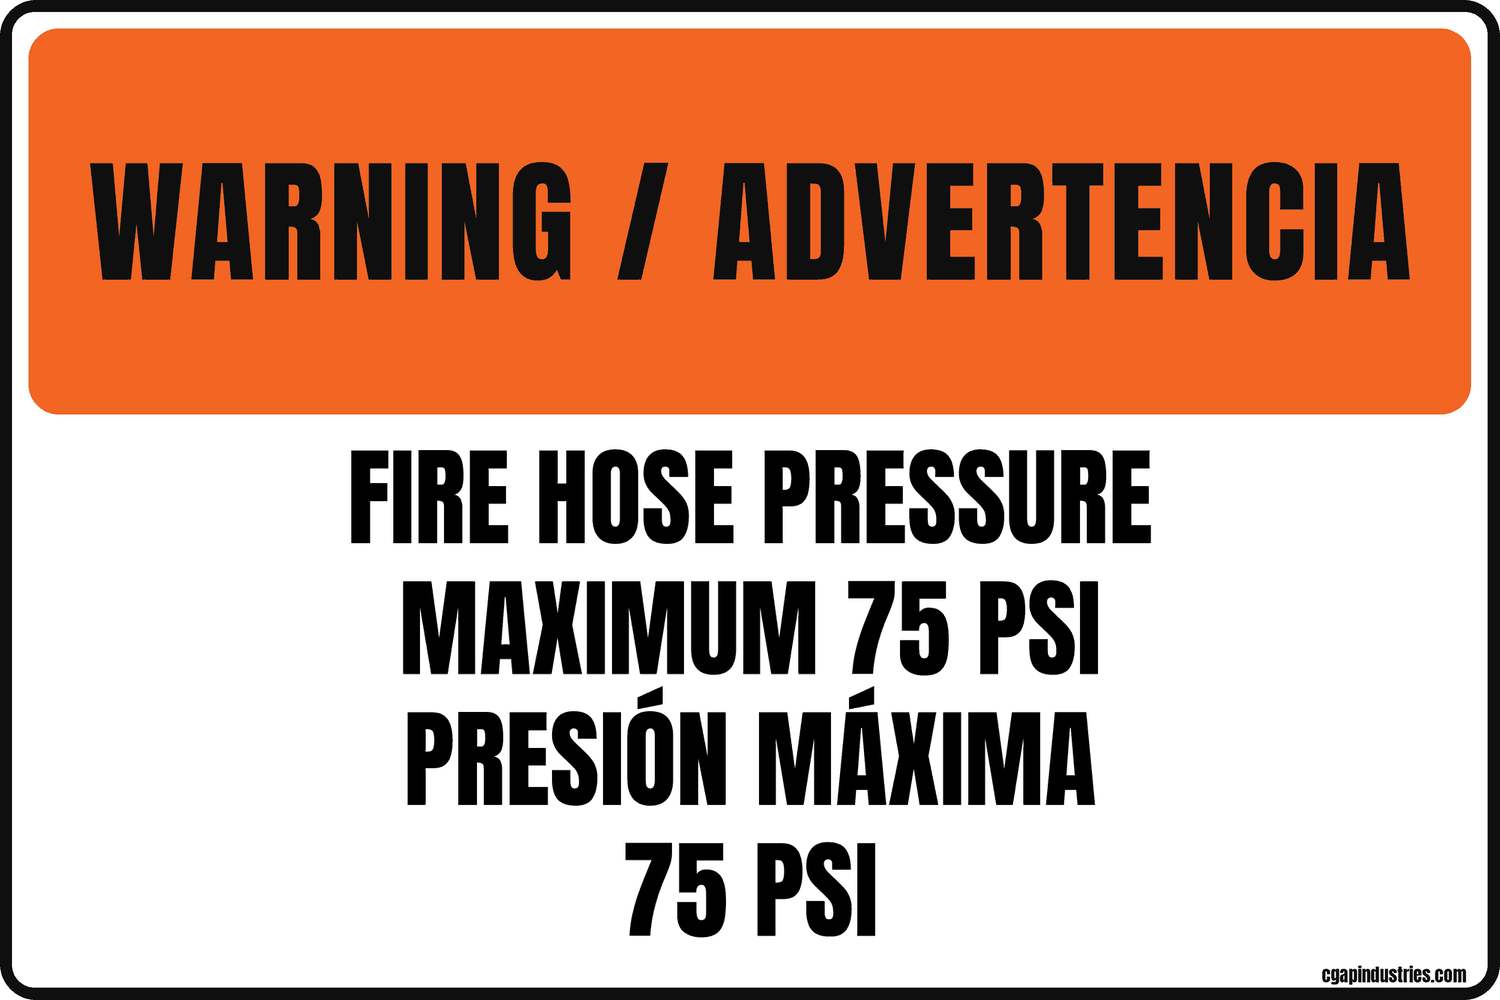 WARNING / ADVERTENCIA
FIRE HOSE PRESSURE
MAXIMUM 75 PSI
PRESIÓN MÁXIMA
75 PSI
cgapindustries.com